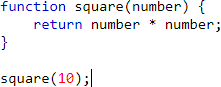 function square(number) {
    return number * number;
}

square(10);